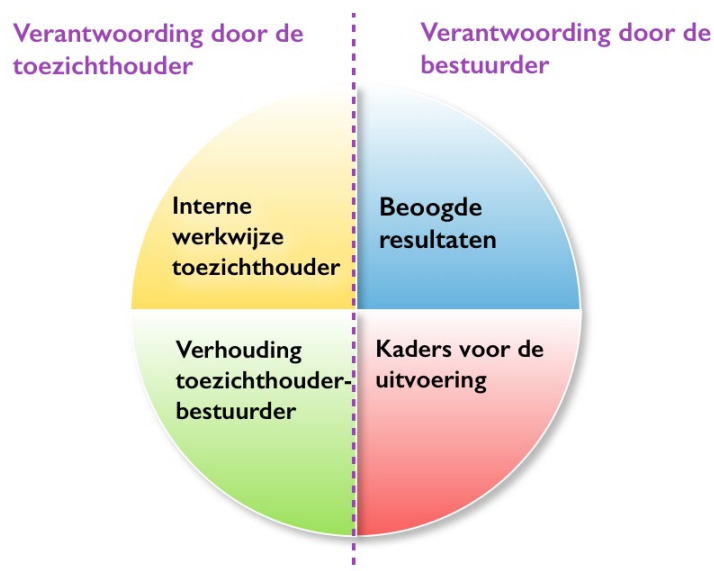 Verantwoording door de
toezichthouder
Verantwoording door de
bestuurder
Interne
werkwijze
toezichthouder
Beoogde
resultaten
Verhouding
toezichthouder-
bestuurder
Kaders voor de
uitvoering